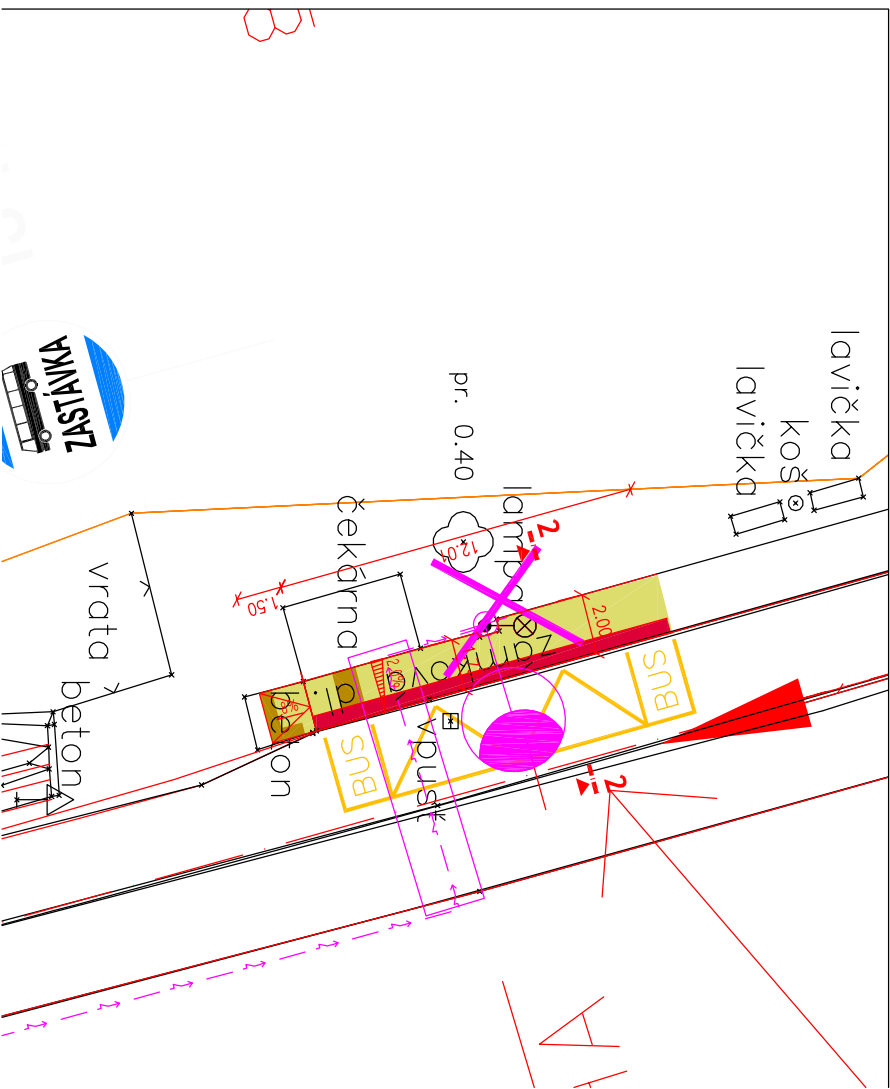 lavička
koš
lavička
pr. 0.40
lampa
čekárna
vrata
beton
beton
vpusť
12.01
1.50
2.00
2
2
BUS
BUS
ZASTÁVKA
A